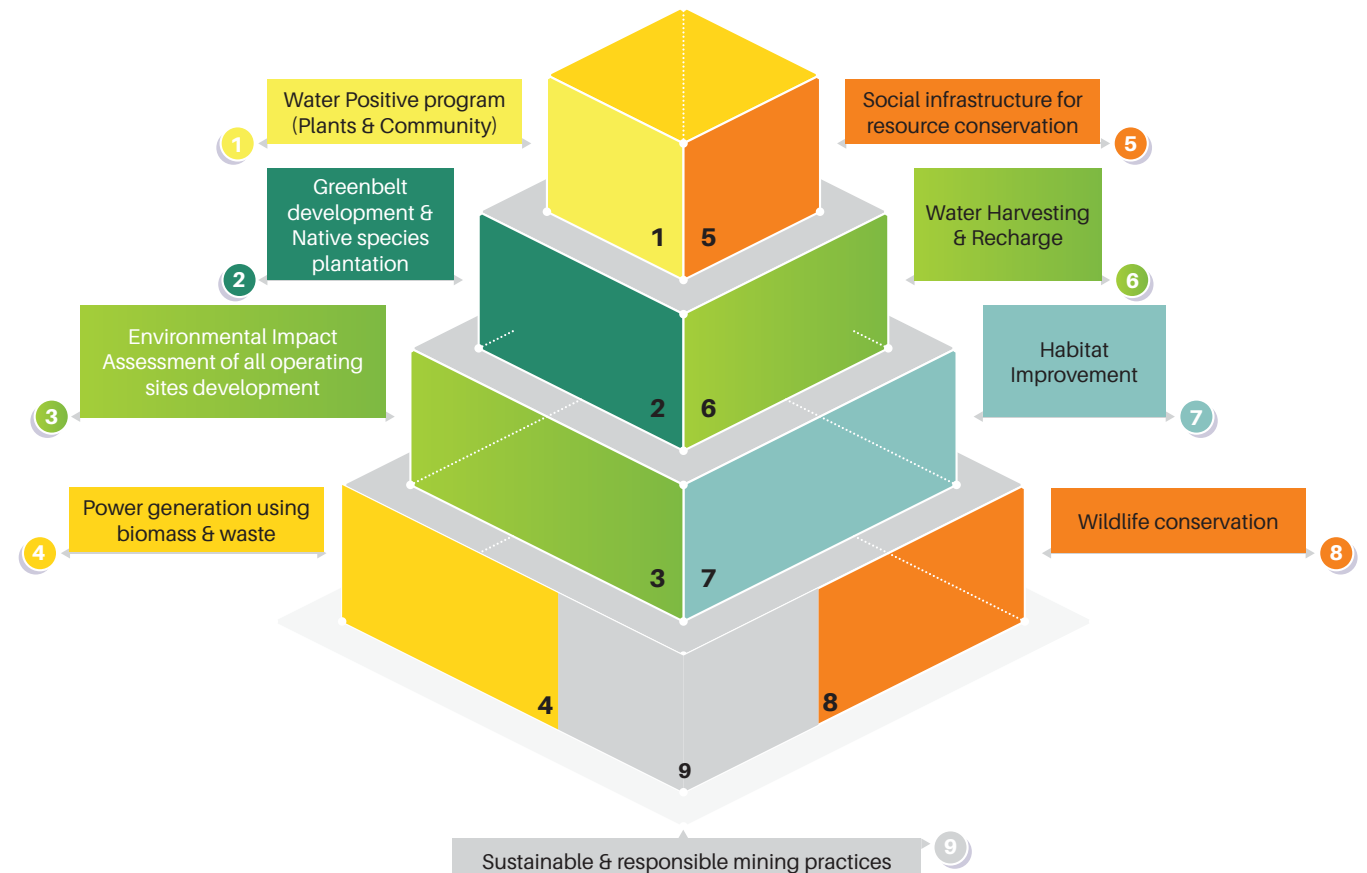 Water Positive program
(Plants & Community)
1
Social infrastructure for
resource conservation
5
Greenbelt
development &
Native species
plantation
2
Water Harvesting
& Recharge
6
Environmental Impact
Assessment of all operating
sites development
3
Habitat
Improvement
7
Power generation using
biomass & waste
4
Wildlife conservation
8
1 5
2 6
3 7
4 8
9
Sustainable & responsible mining practices
9